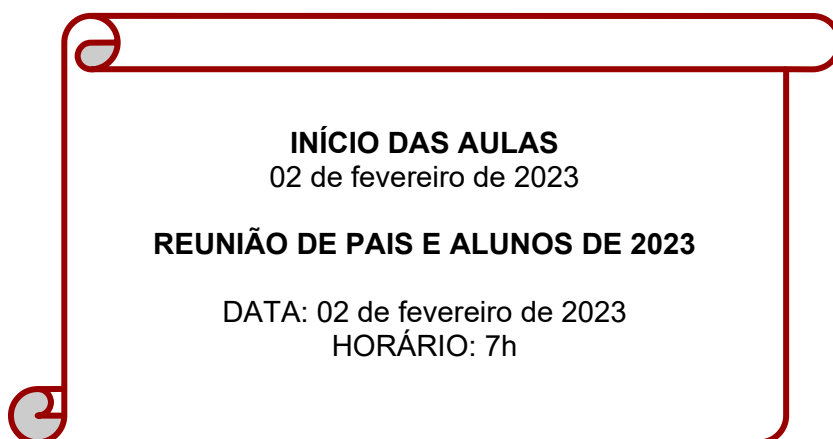 INÍCIO DAS AULAS
02 de fevereiro de 2023
REUNIÃO DE PAIS E ALUNOS DE 2023
DATA: 02 de fevereiro de 2023
HORÁRIO: 7h